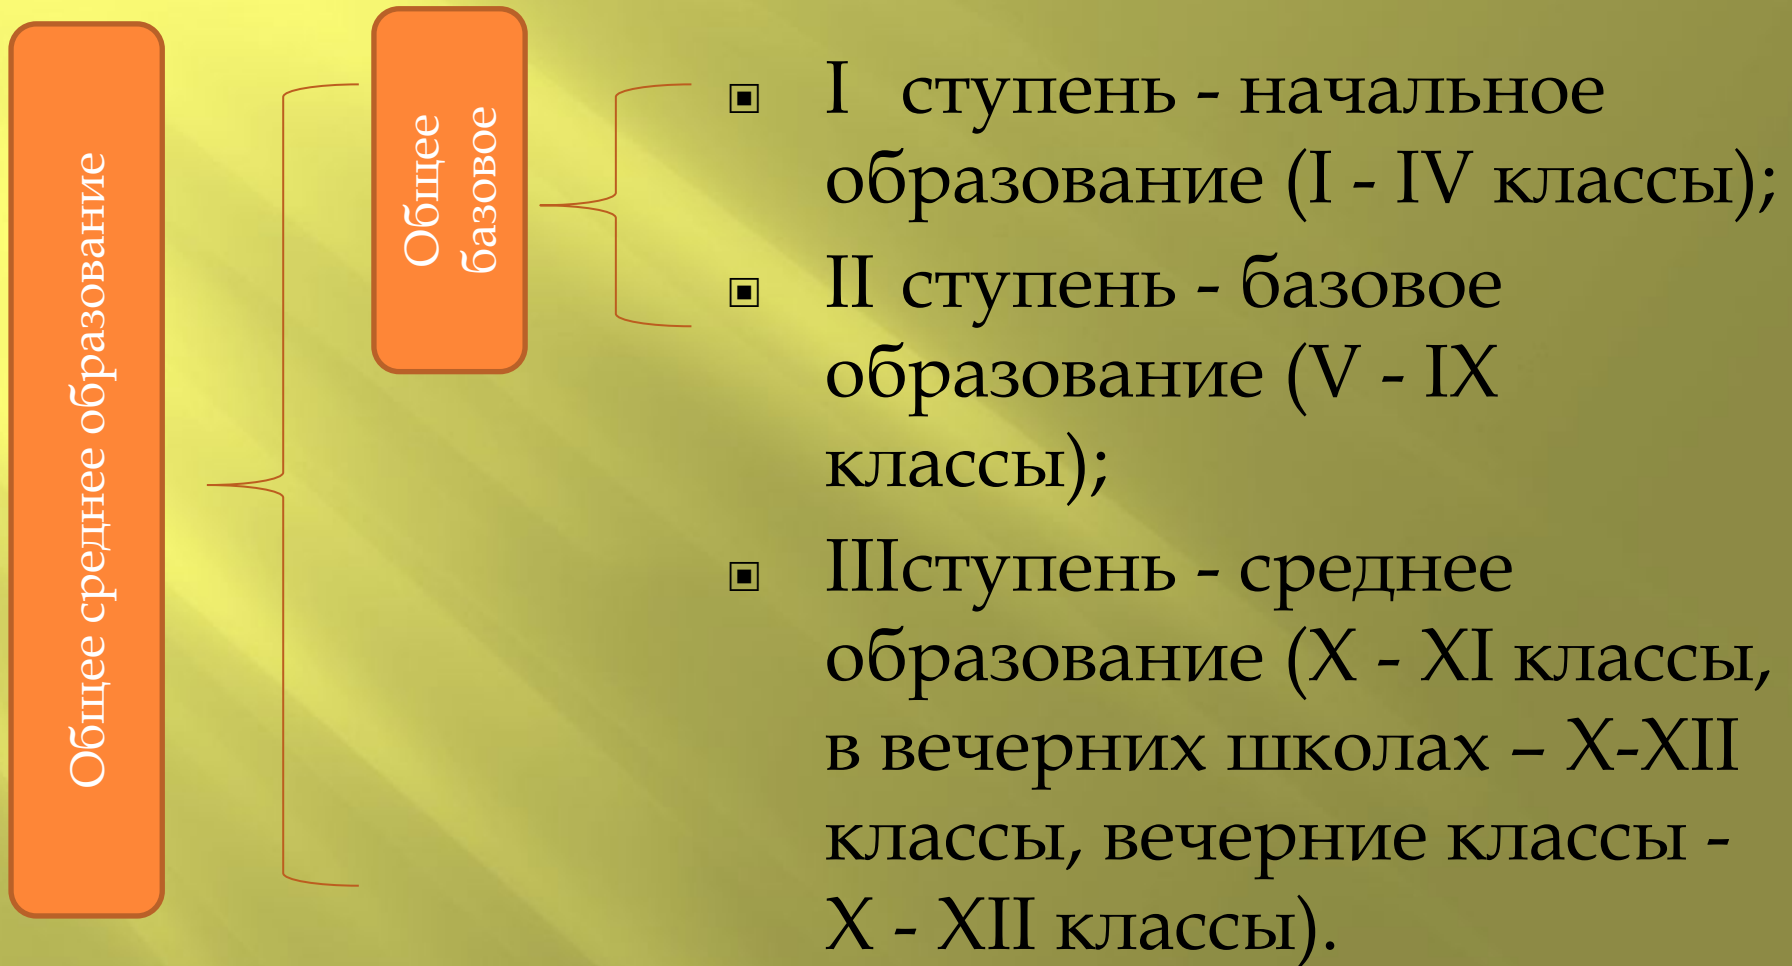 Общее среднее образование
Общее
базовое
I ступень - начальное
образование (I - IV классы);
II ступень - базовое
образование (V - IX
классы);
IIIступень - среднее
образование (X - XI классы,
в вечерних школах – X-XII
классы, вечерние классы -
X - XII классы).